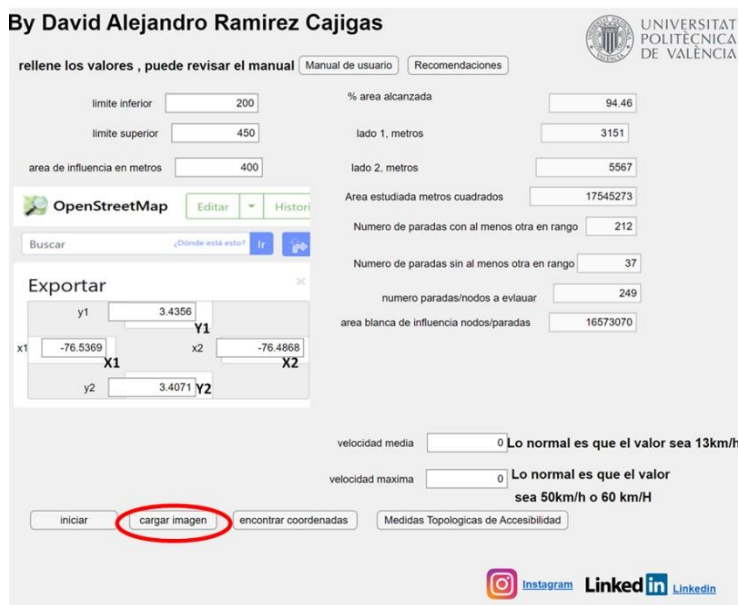 By David Alejandro Ramirez Cajigas
UNIVERSITAT
POLITÈCNICA
DE VALÈNCIA
rellene los valores , puede revisar el manual Manual de usuario Recomendaciones
limite inferior 200
limite superior 450
area de influencia en metros 400
% area alcanzada 94.46
lado 1, metros 3151
lado 2, metros 5567
Area estudiada metros cuadrados 17545273
Numero de paradas con al menos otra en rango 212
Numero de paradas sin al menos otra en rango 37
numero paradas/nodos a evlauar 249
area blanca de influencia nodos/paradas 16573070
OpenStreetMap Editar Histori
Buscar ¿Dónde está esto? Ir
Exportar
y1 3.4356
Y1
x1 -76.5369 x2 -76.4868
X1 X2
y2 3.4071 Y2
velocidad media 0 Lo normal es que el valor sea 13km/h
velocidad maxima 0 Lo normal es que el valor
sea 50km/h o 60 km/H
iniciar cargar imagen encontrar coordenadas Medidas Topologicas de Accesibilidad
Instagram Linked in Linkedin